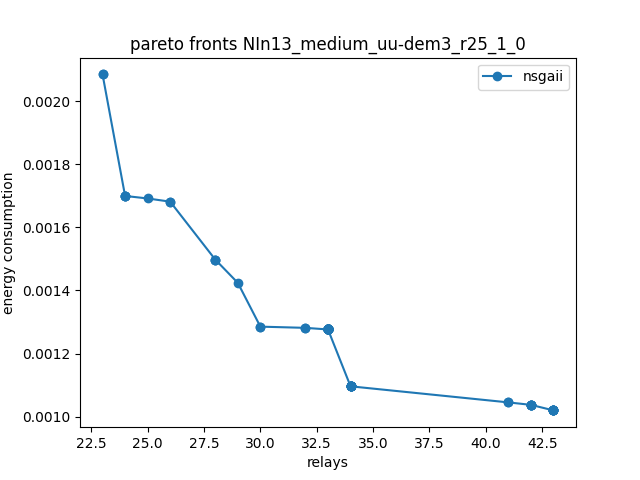 pareto fronts NIn13_medium_uu-dem3_r25_1_0
nsgaii
0.0020
0.0018
0.0016
0.0014
0.0012
0.0010
energy consumption
22.5 25.0 27.5 30.0 32.5 35.0 37.5 40.0 42.5
relays